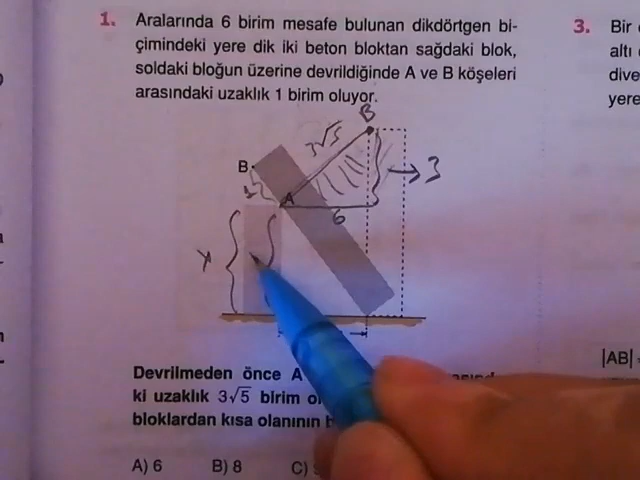 1. Aralarında 6 birim mesafe bulunan dikdörtgen bi-
çimindeki yere dik iki beton bloktan sağdaki blok,
soldaki bloğun üzerine devrildiğinde A ve B köşeleri
arasındaki uzaklık 1 birim oluyor.
B
3√5
B
1
A
3
6
x
Devrilmeden önce A
ki uzaklık 3√5 birim
bloklardan kısa olanının
A) 6 B) 8 C)
3. Bir
altı
dive
yere
|AB| =